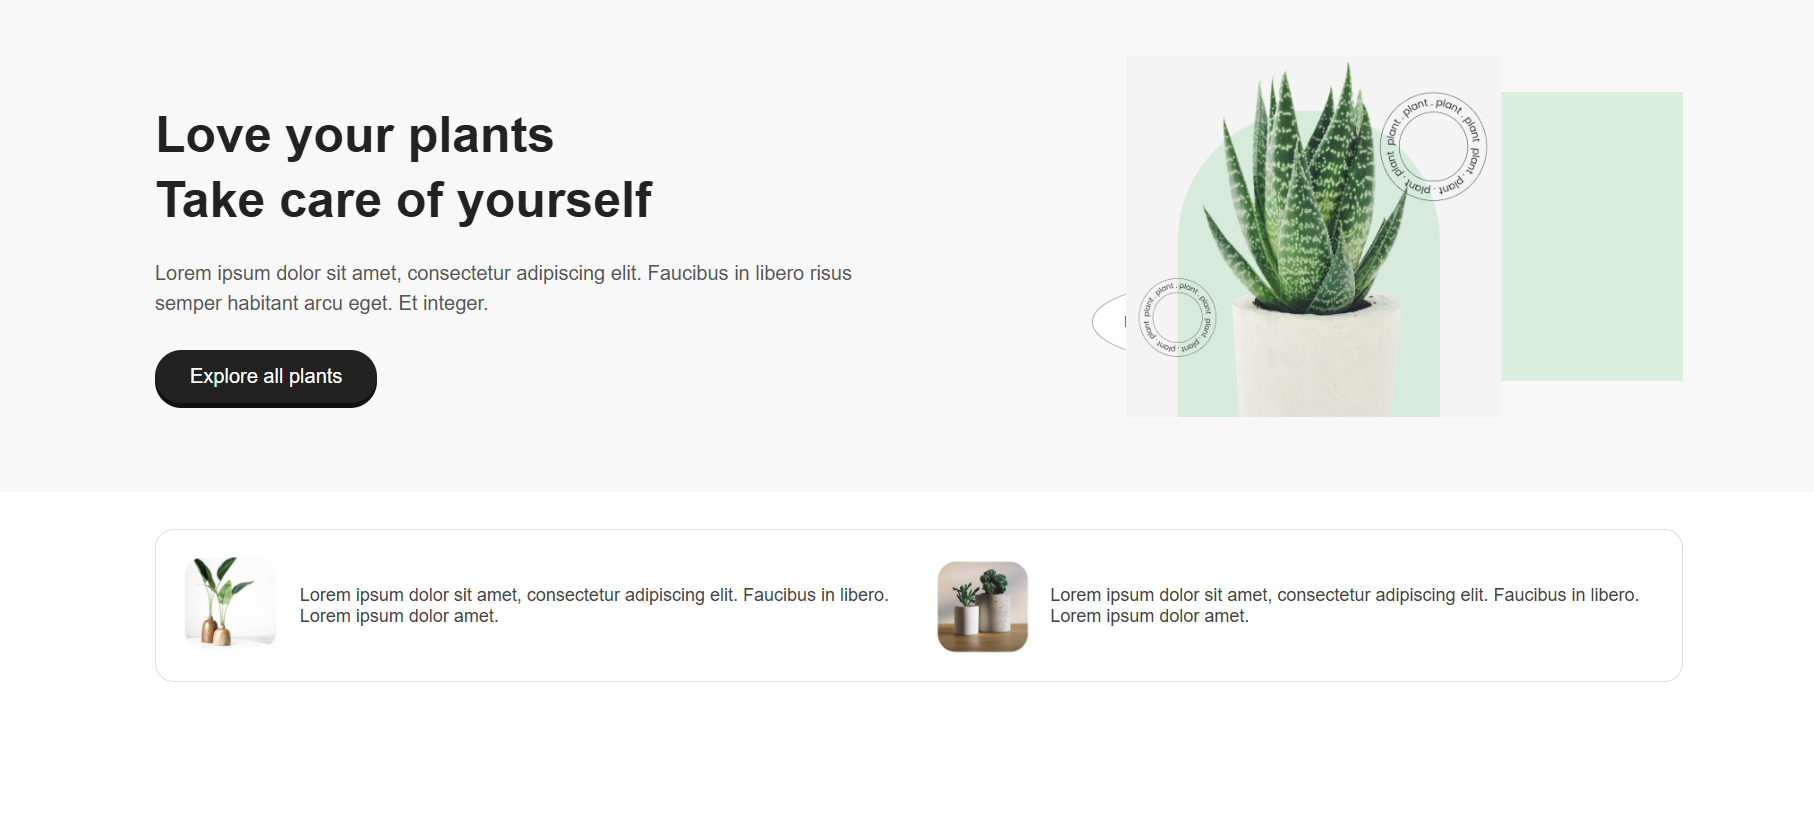 Love your plants
Take care of yourself
Lorem ipsum dolor sit amet, consectetur adipiscing elit. Faucibus in libero risus
semper habitant arcu eget. Et integer.
Explore all plants
plant . plant . plant . plant . plant . plant . plant
plant . plant . plant . plant . plant . plant . plant
Lorem ipsum dolor sit amet, consectetur adipiscing elit. Faucibus in libero.
Lorem ipsum dolor amet.
Lorem ipsum dolor sit amet, consectetur adipiscing elit. Faucibus in libero.
Lorem ipsum dolor amet.